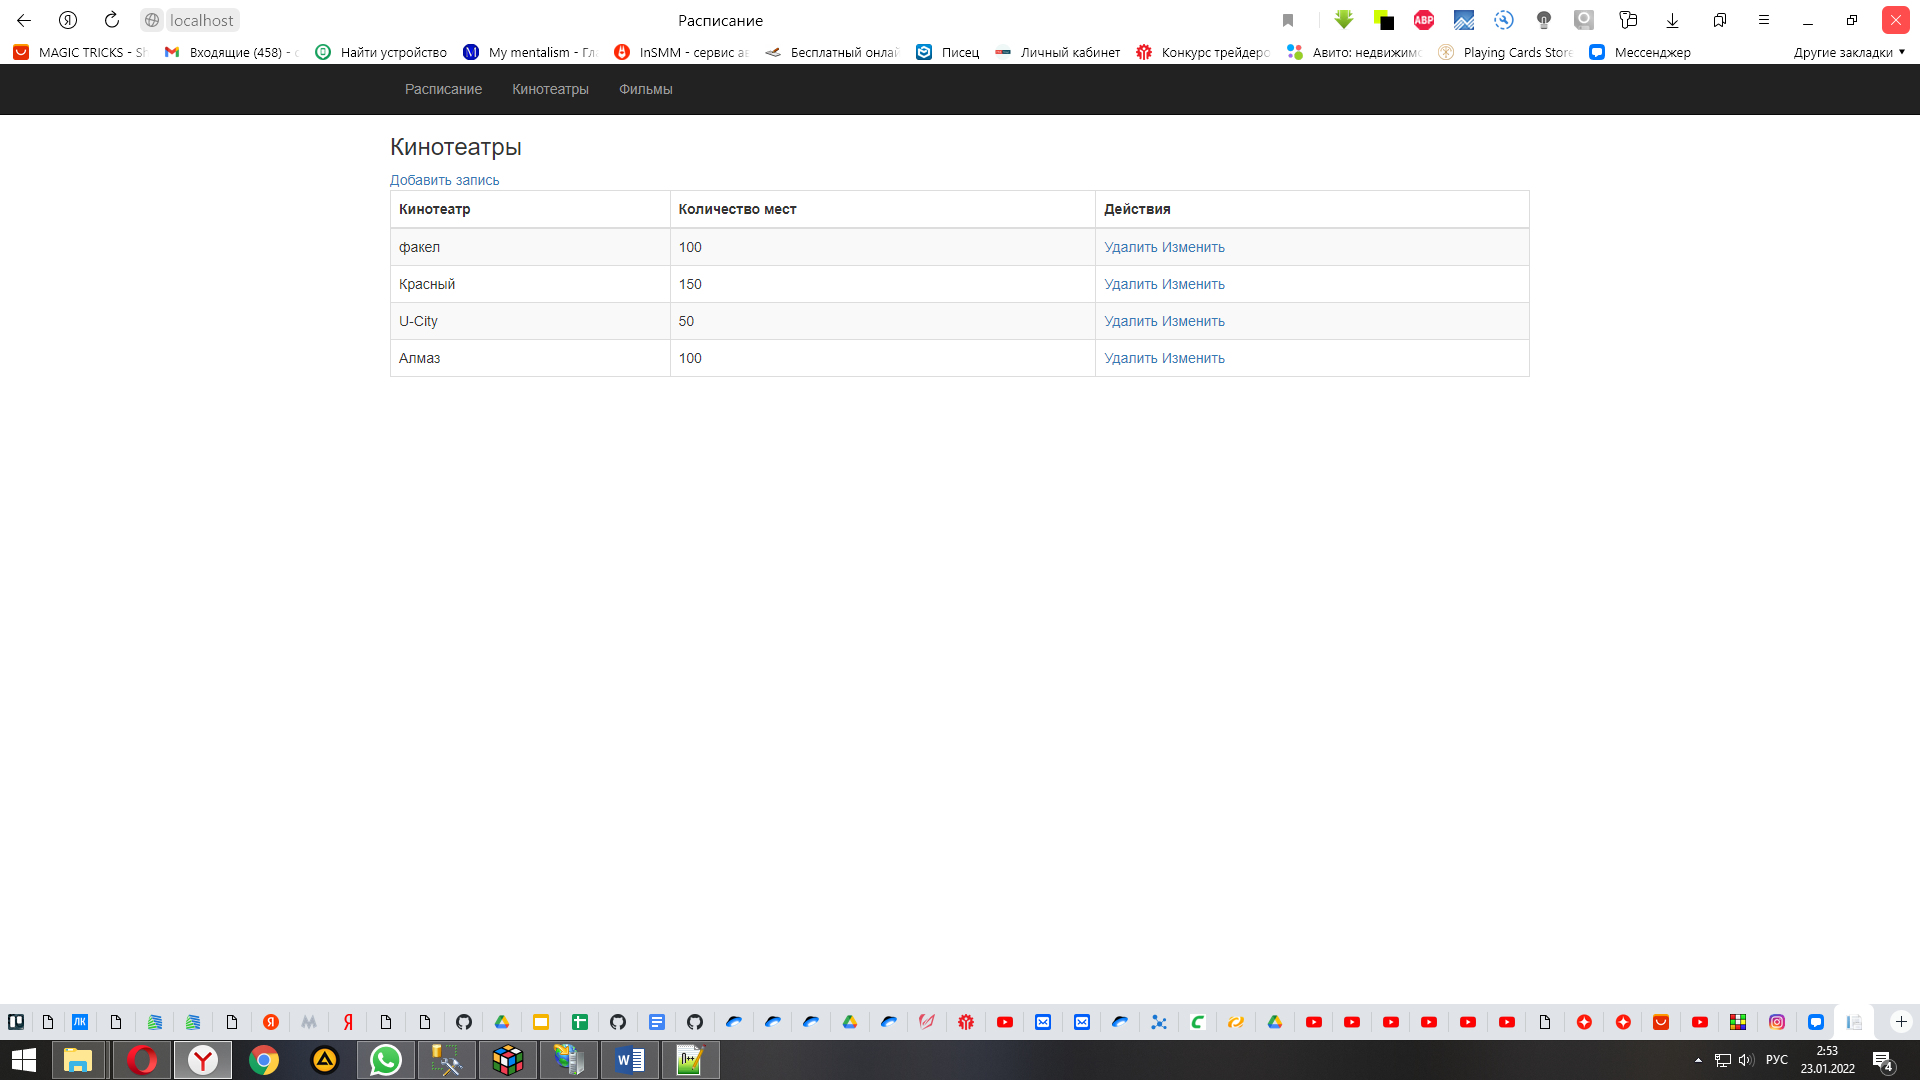 localhost
Расписание
MAGIC TRICKS - Sh
Входящие (458) - c
Найти устройство
My mentalism - Гла
InSMM - сервис ав
Бесплатный онлай
Писец
Личный кабинет
Конкурс трейдеро
Авито: недвижимо
Playing Cards Store
Мессенджер
Другие закладки
Расписание Кинотеатры Фильмы
Кинотеатры
Добавить запись
Кинотеатр Количество мест Действия
факел 100 Удалить Изменить
Красный 150 Удалить Изменить
U-City 50 Удалить Изменить
Алмаз 100 Удалить Изменить
РУС
2:53
23.01.2022
4